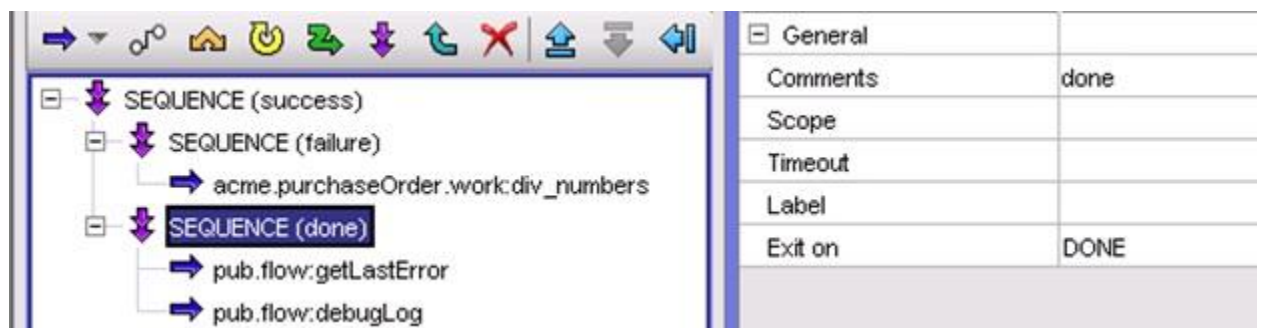 SEQUENCE (success)
SEQUENCE (failure)
acme.purchaseOrder.work:div_numbers
SEQUENCE (done)
pub.flow:getLastError
pub.flow:debugLog
General
Comments done
Scope
Timeout
Label
Exit on DONE